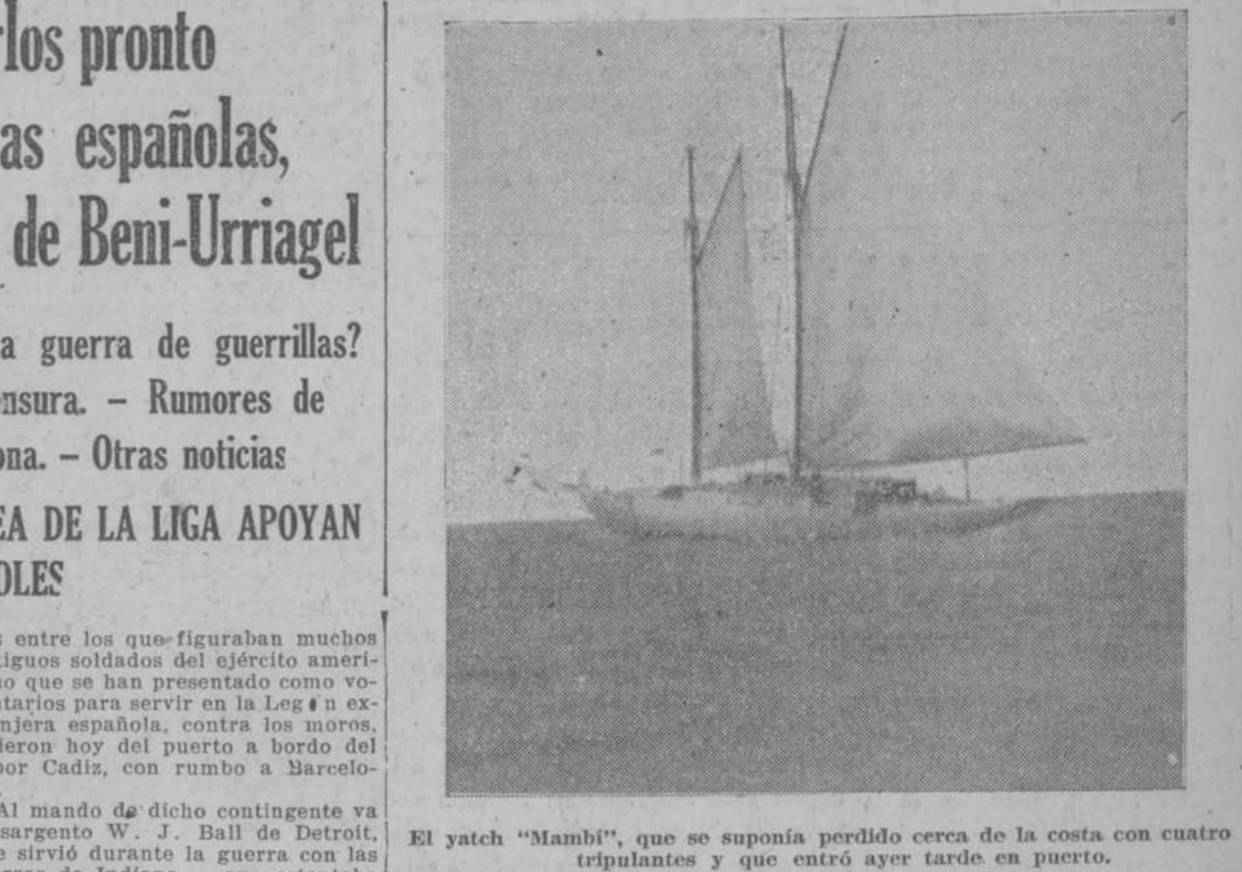 los pronto
as españolas,
de Beni-Urriagel
a guerra de guerrillas?
nsura. – Rumores de
na. – Otras noticias
EA DE LA LIGA APOYAN
OLES
s entre los que figuraban muchos
tiguos soldados del ejército ameri-
no que se han presentado como vo-
ntarios para servir en la Leg n ex-
njera española, contra los moros,
ieron hoy del puerto a bordo del
por Cadiz, con rumbo a Barcelo-
Al mando de dicho contingente va
sargento W. J. Ball de Detroit,
e sirvió durante la guerra con las
El yatch "Mambí", que se suponía perdido cerca de la costa con cuatro
tripulantes y que entró ayer tarde en puerto.